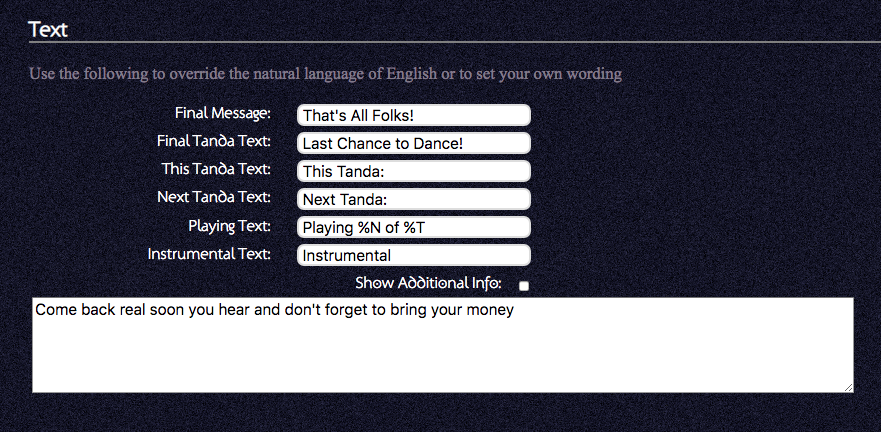 Text
Use the following to override the natural language of English or to set your own wording
Final Message: That's All Folks!
Final Tanda Text: Last Chance to Dance!
This Tanda Text: This Tanda:
Next Tanda Text: Next Tanda:
Playing Text: Playing %N of %T
Instrumental Text: Instrumental
Show Additional Info:
Come back real soon you hear and don't forget to bring your money